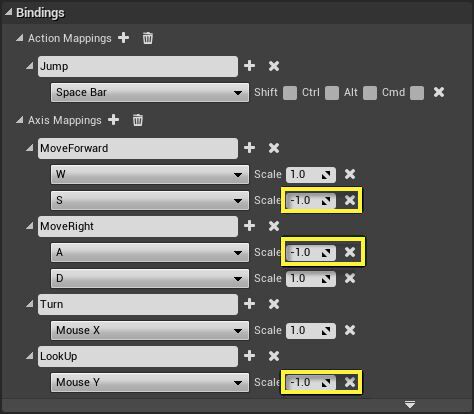 Bindings
Action Mappings
Jump
Space Bar Shift Ctrl Alt Cmd
Axis Mappings
MoveForward
W Scale 1.0
S Scale -1.0
MoveRight
A Scale -1.0
D Scale 1.0
Turn
Mouse X Scale 1.0
LookUp
Mouse Y Scale -1.0